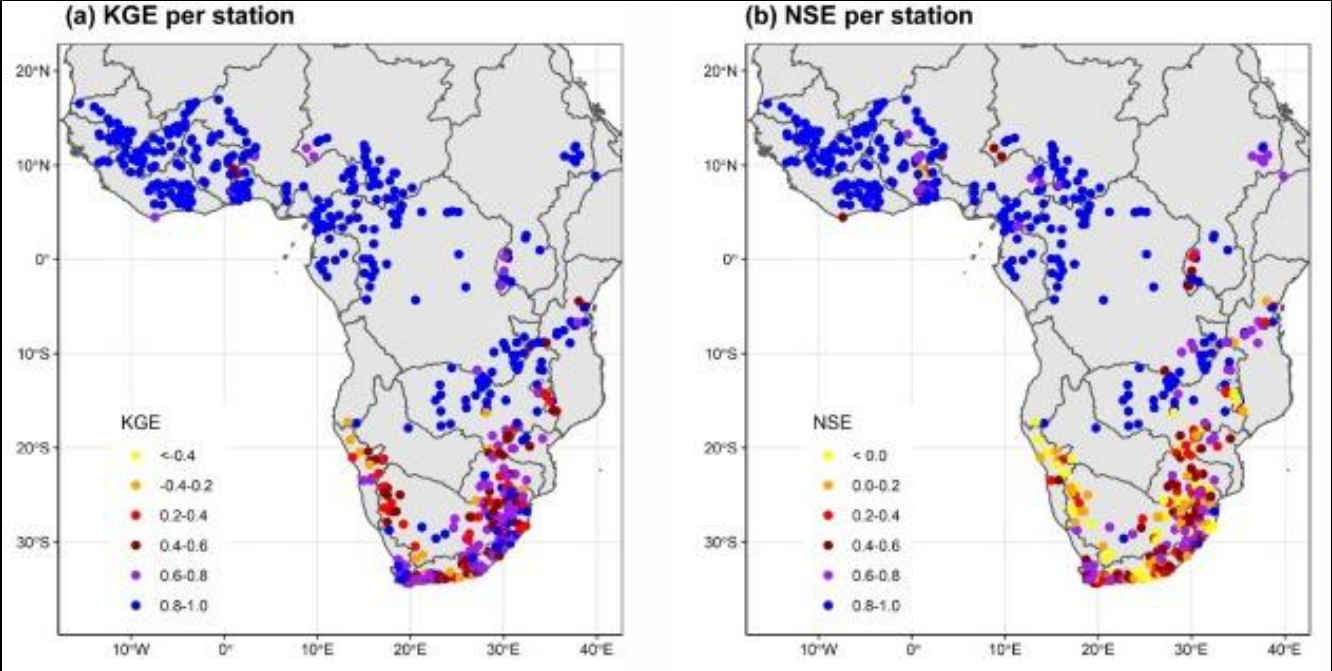 (a) KGE per station
20°N
10°N
0°
10°S
20°S
30°S
KGE
<-0.4
-0.4-0.2
0.2-0.4
0.4-0.6
0.6-0.8
0.8-1.0
10°W 0° 10°E 20°E 30°E 40°E
(b) NSE per station
20°N
10°N
0°
10°S
20°S
30°S
NSE
< 0.0
0.0-0.2
0.2-0.4
0.4-0.6
0.6-0.8
0.8-1.0
10°W 0° 10°E 20°E 30°E 40°E